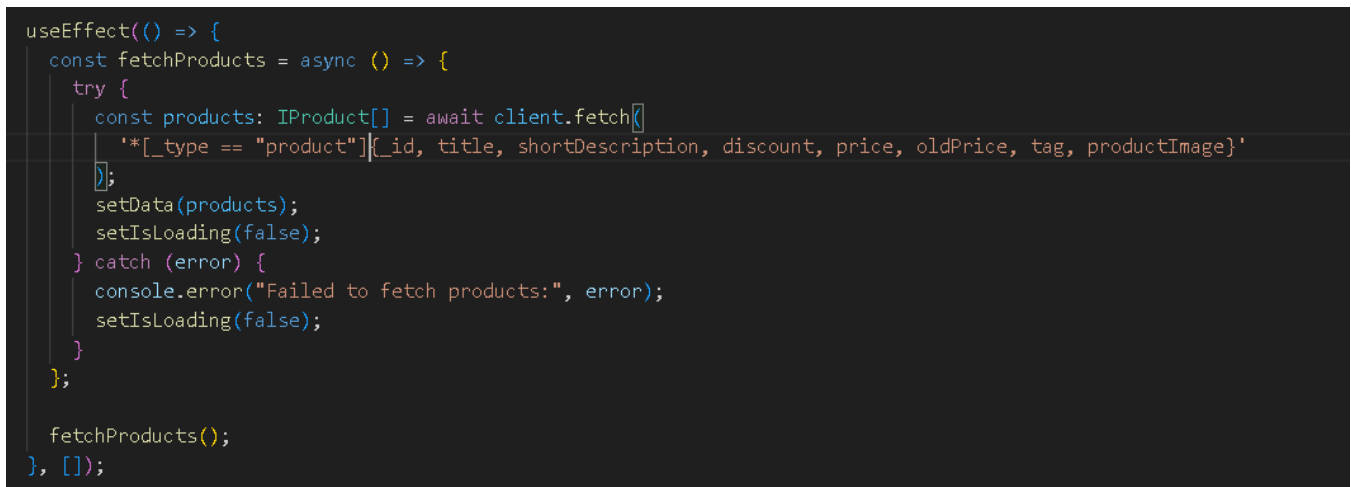 useEffect(() => {
const fetchProducts = async () => {
try {
const products: IProduct[] = await client.fetch(
'*[_type == "product"]{_id, title, shortDescription, discount, price, oldPrice, tag, productImage}'
);
setData(products);
setIsLoading(false);
} catch (error) {
console.error("Failed to fetch products:", error);
setIsLoading(false);
}
};
fetchProducts();
}, []);